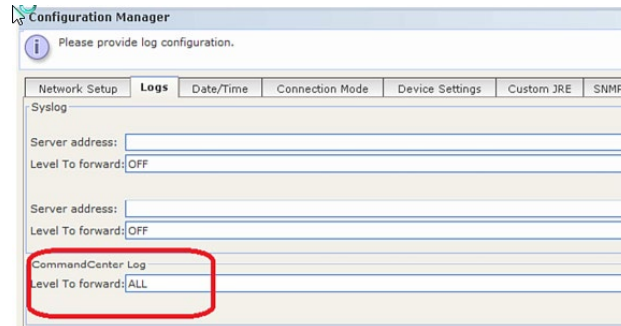 Configuration Manager
Please provide log configuration.
Network Setup Logs Date/Time Connection Mode Device Settings Custom JRE SNMP
Syslog
Server address:
Level To forward: OFF
Server address:
Level To forward: OFF
CommandCenter Log
Level To forward: ALL